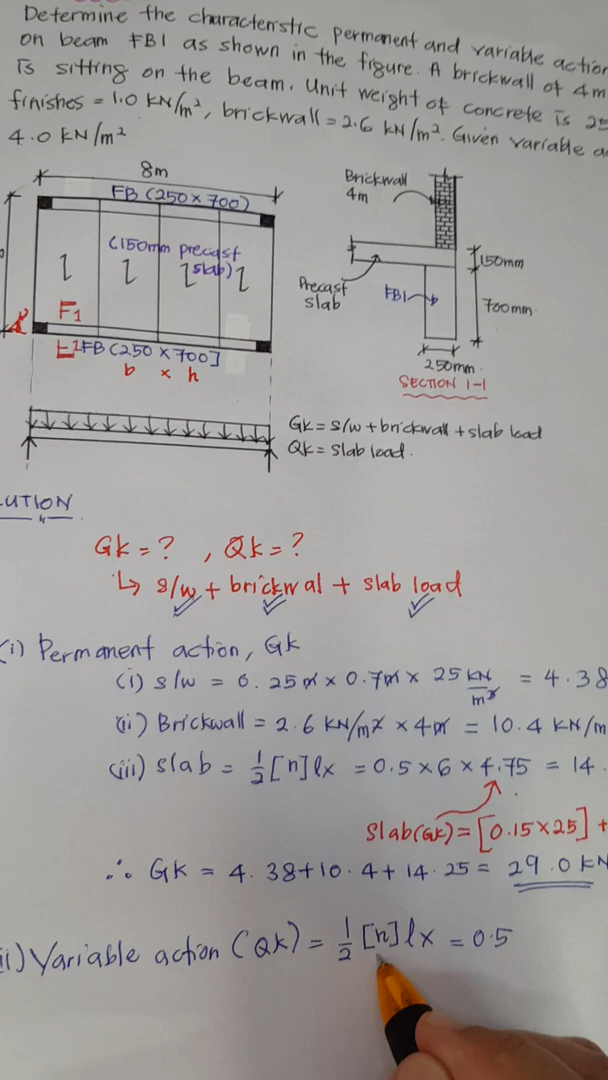 Determine the characteristic permanent and variable action
on beam FB1 as shown in the figure. A brickwall of 4m
is sitting on the beam. Unit weight of concrete is 25
finishes = 1.0 KN/m², brickwall = 2.6 KN/m². Given variable a
4.0 KN/m²
8m
FB (250 × 700)
(150mm precast
slab)
F1
FB (250 × 700]
b × h
Brickwall
4m
150mm
Precast
slab
FB1
700mm
250mm
SECTION 1-1
Gk = s/w + brickwall + slab load
Qk = slab load.
LUTION
Gk = ? , Qk = ?
↳ s/w + brickwal + slab load
(i) Permanent action, Gk
(i) s/w = 0.25m × 0.7m × 25 KN/m³ = 4.38
(ii) Brickwall = 2.6 KN/m² × 4m = 10.4 KN/m
(iii) slab = 1/2 [n] lx = 0.5 × 6 × 4.75 = 14.
Slab(Gk) = [0.15 × 25] +
∴ Gk = 4.38 + 10.4 + 14.25 = 29.0 KN
ii) Variable action (Qk) = 1/2 [n] lx = 0.5